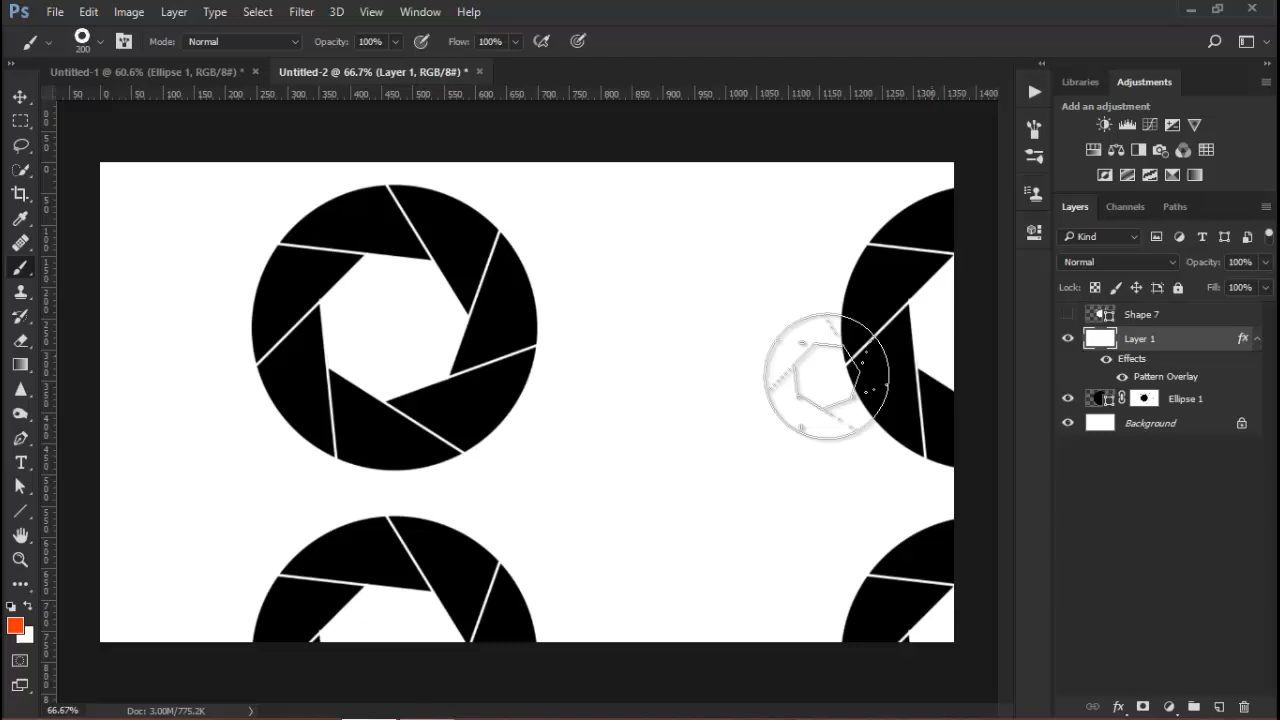 Ps File Edit Image Layer Type Select Filter 3D View Window Help
200 Mode: Normal Opacity: 100% Flow: 100%
Untitled-1 @ 60.6% (Ellipse 1, RGB/8#) * × Untitled-2 @ 66.7% (Layer 1, RGB/8#) * ×
50 0 50 100 150 200 250 300 350 400 450 500 550 600 650 700 750 800 850 900 950 1000 1050 1100 1150 1200 1250 1300 1350 1400
Libraries Adjustments
Add an adjustment
Layers Channels Paths
Kind
Normal Opacity: 100%
Lock: Fill: 100%
Shape 7
Layer 1 fx
Effects
Pattern Overlay
Ellipse 1
Background
66.67% Doc: 3.00M/775.2K